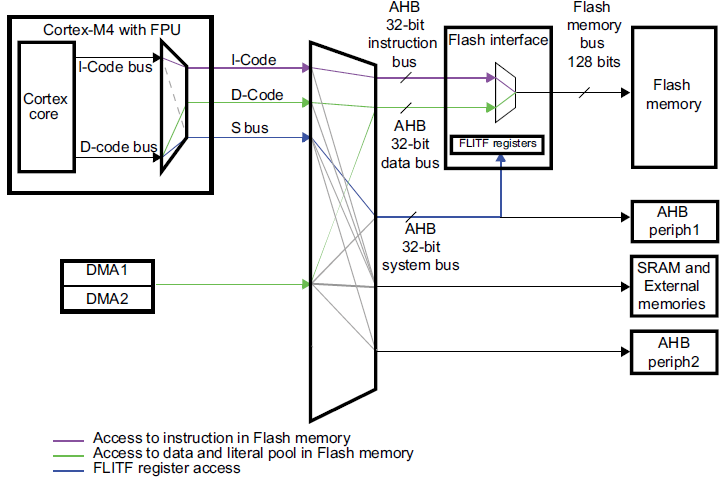 Cortex-M4 with FPU
I-Code bus
Cortex
core
D-code bus
I-Code
D-Code
S bus
AHB
32-bit
instruction
bus
AHB
32-bit
data bus
AHB
32-bit
system bus
Flash interface
FLITF registers
Flash
memory
bus
128 bits
Flash
memory
AHB
periph1
SRAM and
External
memories
AHB
periph2
DMA1
DMA2
Access to instruction in Flash memory
Access to data and literal pool in Flash memory
FLITF register access